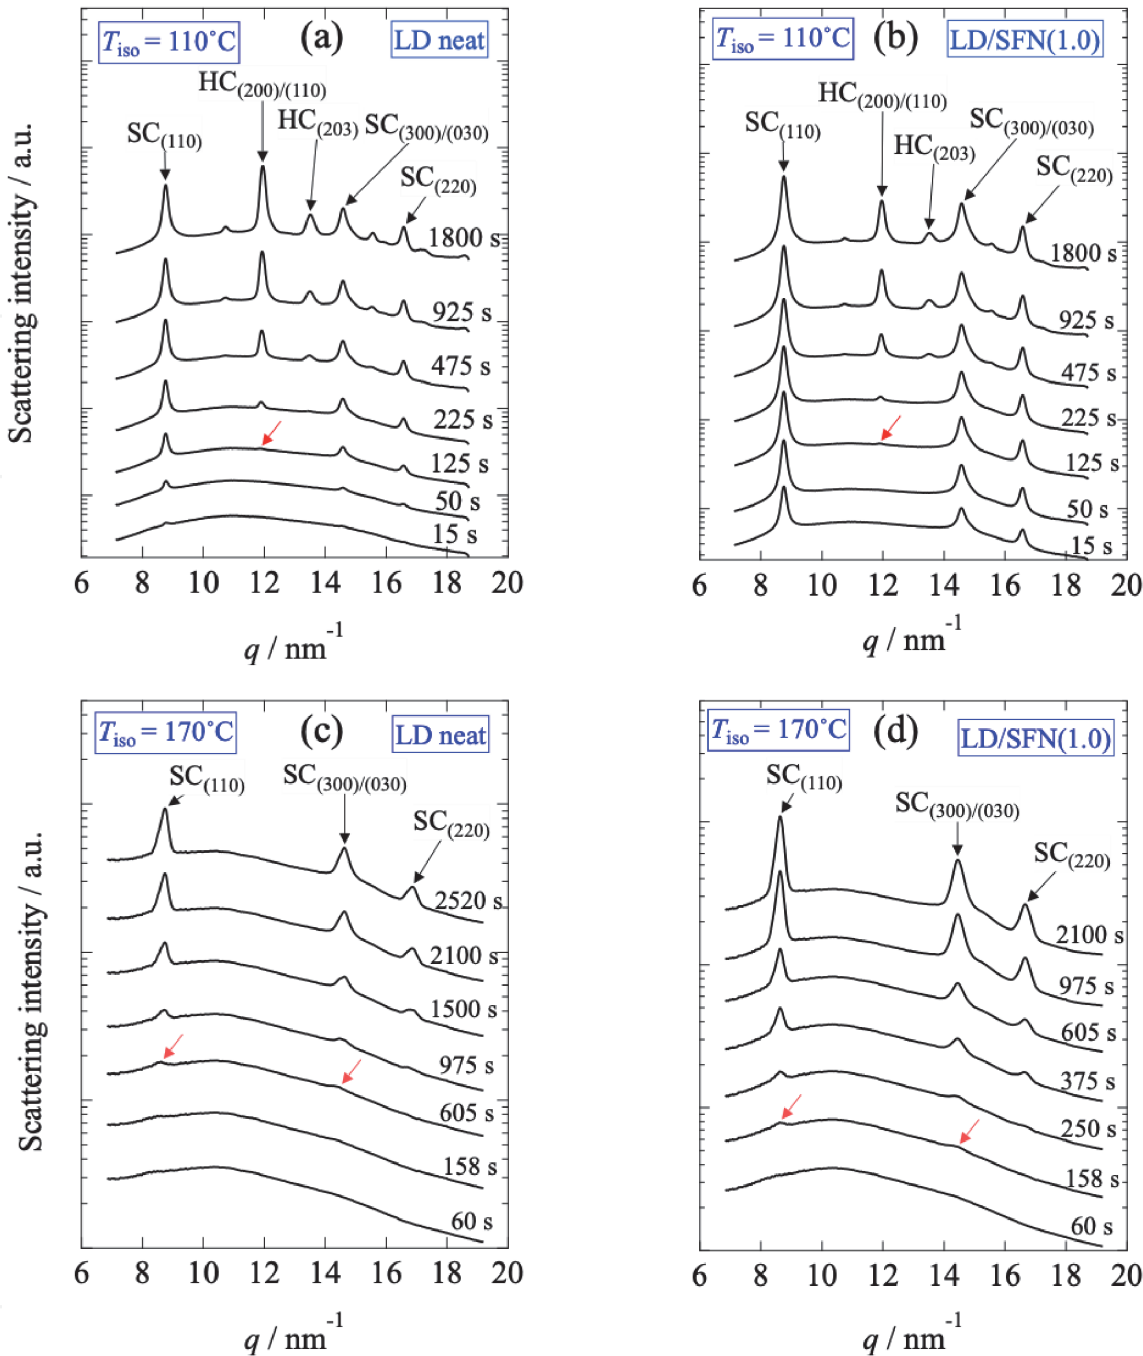 T_iso = 110°C
(a)
LD neat
HC(200)/(110)
HC(203)
SC(300)/(030)
SC(110)
SC(220)
1800 s
925 s
475 s
225 s
125 s
50 s
15 s
Scattering intensity / a.u.
6 8 10 12 14 16 18 20
q / nm⁻¹
T_iso = 110°C
(b)
LD/SFN(1.0)
HC(200)/(110)
SC(110)
SC(300)/(030)
HC(203)
SC(220)
1800 s
925 s
475 s
225 s
125 s
50 s
15 s
6 8 10 12 14 16 18 20
q / nm⁻¹
T_iso = 170°C
(c)
LD neat
SC(110)
SC(300)/(030)
SC(220)
2520 s
2100 s
1500 s
975 s
605 s
158 s
60 s
Scattering intensity / a.u.
6 8 10 12 14 16 18 20
q / nm⁻¹
T_iso = 170°C
(d)
LD/SFN(1.0)
SC(110)
SC(300)/(030)
SC(220)
2100 s
975 s
605 s
375 s
250 s
158 s
60 s
6 8 10 12 14 16 18 20
q / nm⁻¹